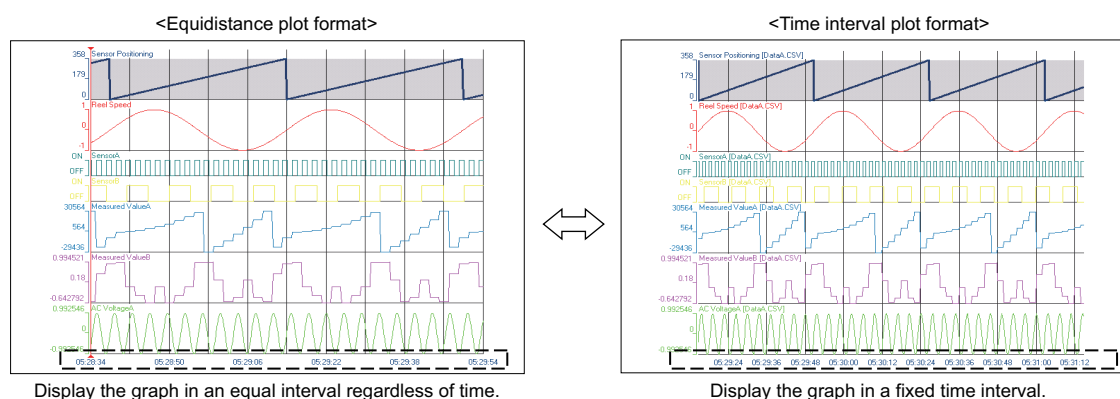 <Equidistance plot format>
358
Sensor Positioning
179
0
1
Reel Speed
0
-1
ON
SensorA
OFF
ON
SensorB
OFF
30564
Measured ValueA
564
-29436
0.994521
Measured ValueB
0.18
-0.642792
0.992546
AC VoltageA
0
-0.992546
05:28:34 05:28:50 05:29:06 05:29:22 05:29:38 05:29:54
Display the graph in an equal interval regardless of time.
<Time interval plot format>
358
Sensor Positioning [DataA.CSV]
179
0
1
Reel Speed [DataA.CSV]
0
-1
ON
SensorA [DataA.CSV]
OFF
ON
SensorB [DataA.CSV]
OFF
30564
Measured ValueA [DataA.CSV]
564
-29436
0.994521
Measured ValueB [DataA.CSV]
0.18
-0.642792
0.992546
AC VoltageA [DataA.CSV]
0
-0.992546
05:29:24 05:29:36 05:29:48 05:30:00 05:30:12 05:30:24 05:30:36 05:30:48 05:31:00 05:31:12
Display the graph in a fixed time interval.